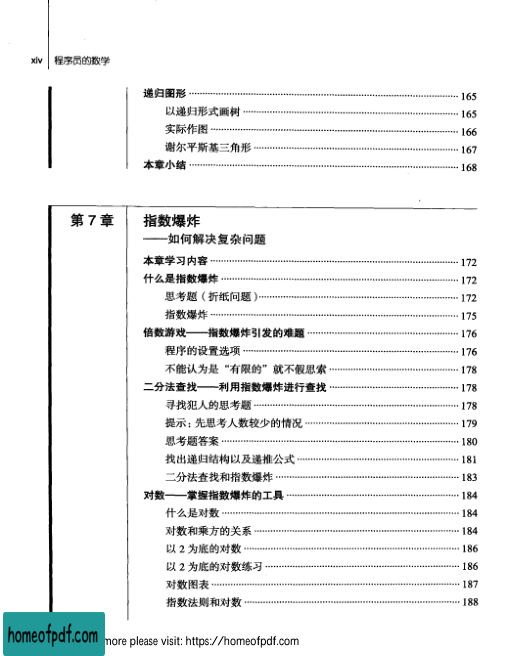 xiv 程序员的数学
递归图形 165
以递归形式画树 165
实际作图 166
谢尔平斯基三角形 167
本章小结 168
第 7 章 指数爆炸
——如何解决复杂问题
本章学习内容 172
什么是指数爆炸 172
思考题（折纸问题） 172
指数爆炸 175
倍数游戏——指数爆炸引发的难题 176
程序的设置选项 176
不能认为是“有限的”就不假思索 178
二分法查找——利用指数爆炸进行查找 178
寻找犯人的思考题 178
提示：先思考人数较少的情况 179
思考题答案 180
找出递归结构以及递推公式 181
二分法查找和指数爆炸 183
对数——掌握指数爆炸的工具 184
什么是对数 184
对数和乘方的关系 184
以 2 为底的对数 186
以 2 为底的对数练习 186
对数图表 187
指数法则和对数 188
homeofpdf.com
more please visit: https://homeofpdf.com